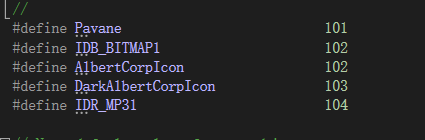 //
#define Pavane 101
#define IDB_BITMAP1 102
#define AlbertCorpIcon 102
#define DarkAlbertCorpIcon 103
#define IDR_MP31 104